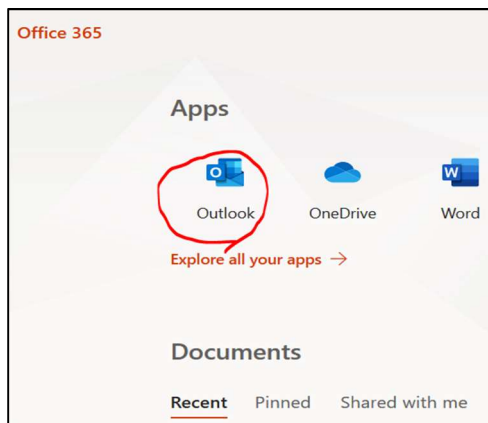 Office 365
Apps
Outlook OneDrive Word
Explore all your apps →
Documents
Recent Pinned Shared with me